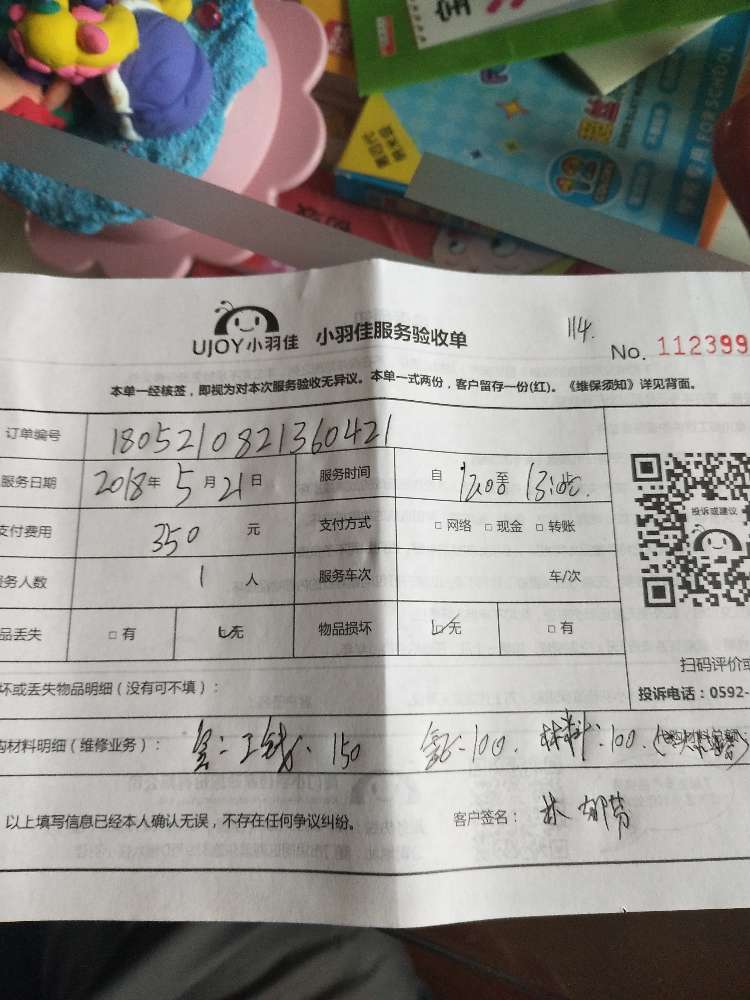 UJOY小羽佳 小羽佳服务验收单 114. No. 112399
本单一经核签，即视为对本次服务验收无异议。本单一式两份，客户留存一份(红)。《维保须知》详见背面。
订单编号 1805210821360421
服务日期 2018年5月21日 服务时间 自 12:00至 13:00
投诉或建议
支付费用 350 元 支付方式 □网络 □现金 □转账
服务人数 1 人 服务车次 车/次
品丢失 □有 □无 物品损坏 □无 □有
扫码评价或
坏或丢失物品明细（没有可不填）： 投诉电话：0592-
购材料明细（维修业务）： 150 100. 材料:100.
以上填写信息已经本人确认无误，不存在任何争议纠纷。 客户签名： 林